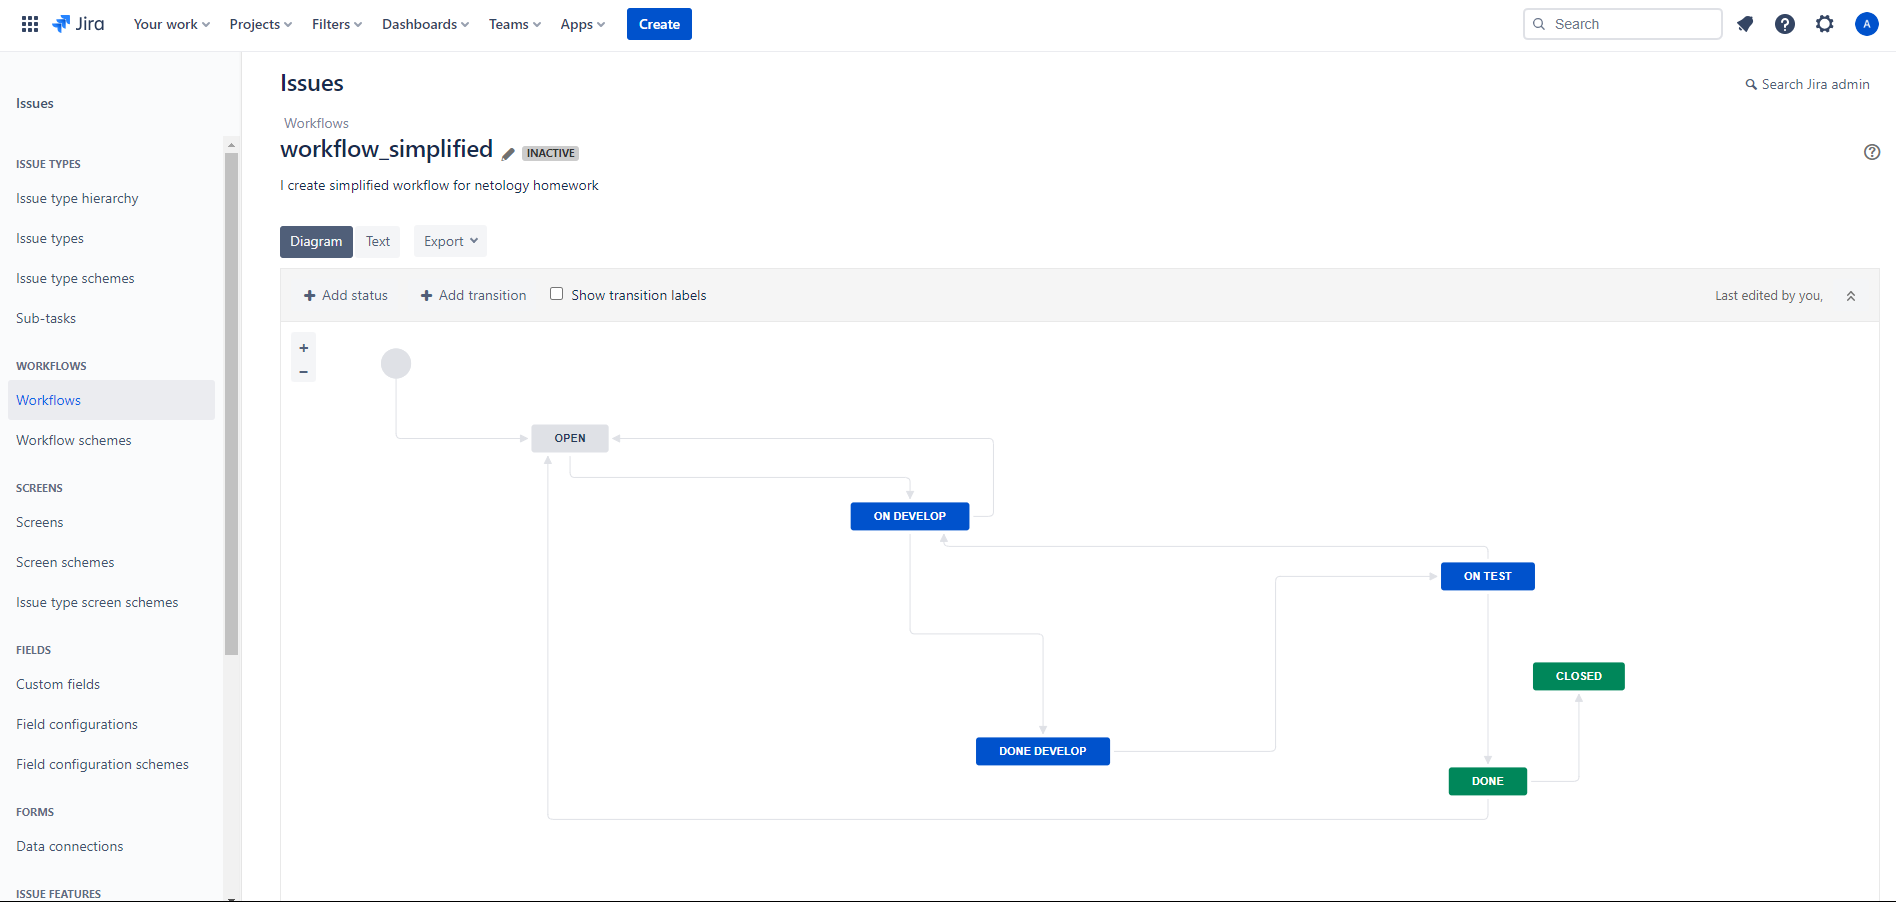 Jira Your work Projects Filters Dashboards Teams Apps Create Search A
Issues
Search Jira admin
Issues
Workflows
workflow_simplified INACTIVE
I create simplified workflow for netology homework
Diagram Text Export
+ Add status + Add transition Show transition labels Last edited by you,
ISSUE TYPES
Issue type hierarchy
Issue types
Issue type schemes
Sub-tasks
WORKFLOWS
Workflows
Workflow schemes
SCREENS
Screens
Screen schemes
Issue type screen schemes
FIELDS
Custom fields
Field configurations
Field configuration schemes
FORMS
Data connections
ISSUE FEATURES
+
−
OPEN
ON DEVELOP
ON TEST
CLOSED
DONE DEVELOP
DONE